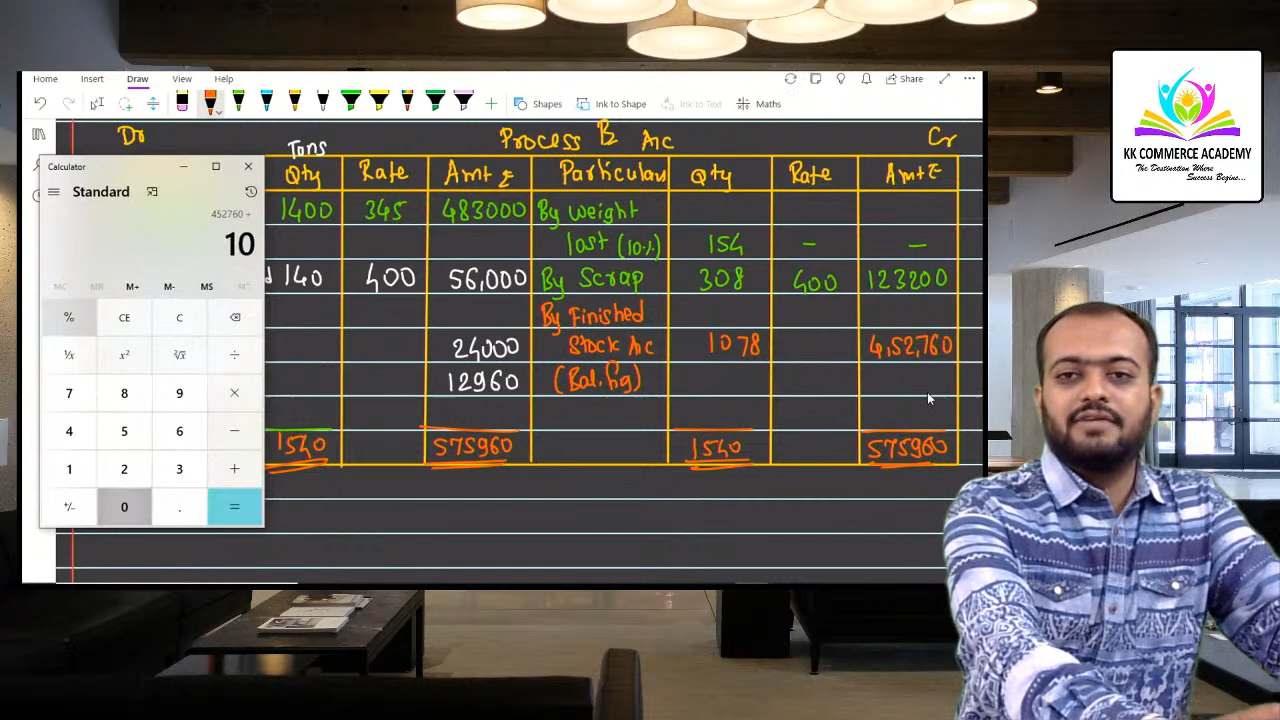 Home Insert Draw View Help Share
Shapes Ink to Shape Ink to Text Maths
Dr Process B A/c Cr
Tons
Qty Rate Amt ₹ Particulars Qty Rate Amt ₹
1400 345 483000 By Weight
lost (10%) 154 - -
d 140 400 56,000 By Scrap 308 400 123200
By Finished
24000 Stock A/c 1078 4,52,760
12960 (Bal. fig)
1540 575960 1540 575960
Calculator
Standard
452760 ÷
10
MC MR M+ M- MS M˅
% CE C
¹/x x² ²√x ÷
7 8 9 ×
4 5 6 −
1 2 3 +
+/- 0 . =
KK COMMERCE ACADEMY
The Destination Where
Success Begins...